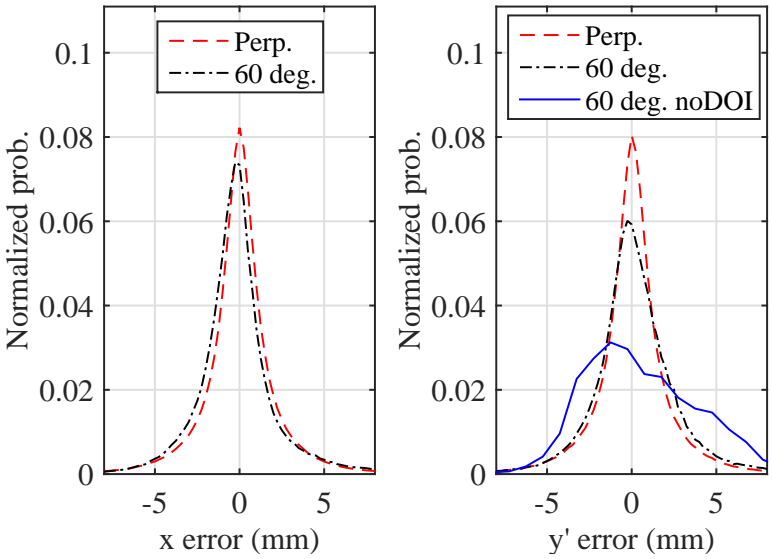 Perp.
60 deg.
0.1
0.08
0.06
0.04
0.02
0
-5
0
5
x error (mm)
Normalized prob.
Perp.
60 deg.
60 deg. noDOI
0.1
0.08
0.06
0.04
0.02
0
-5
0
5
y' error (mm)
Normalized prob.